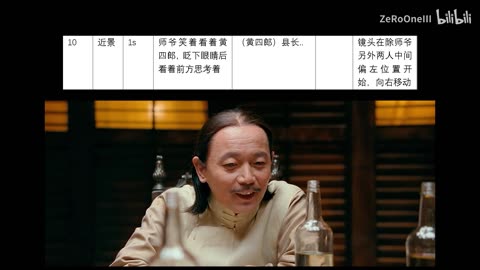 ZeRoOneIII bilibili
10 近景 1s 师爷笑着看着黄 （黄四郎）县长.. 镜头在除师爷
四郎，眨下眼睛后 另外两人中间
看着前方思考着 偏左位置开
始，向右移动